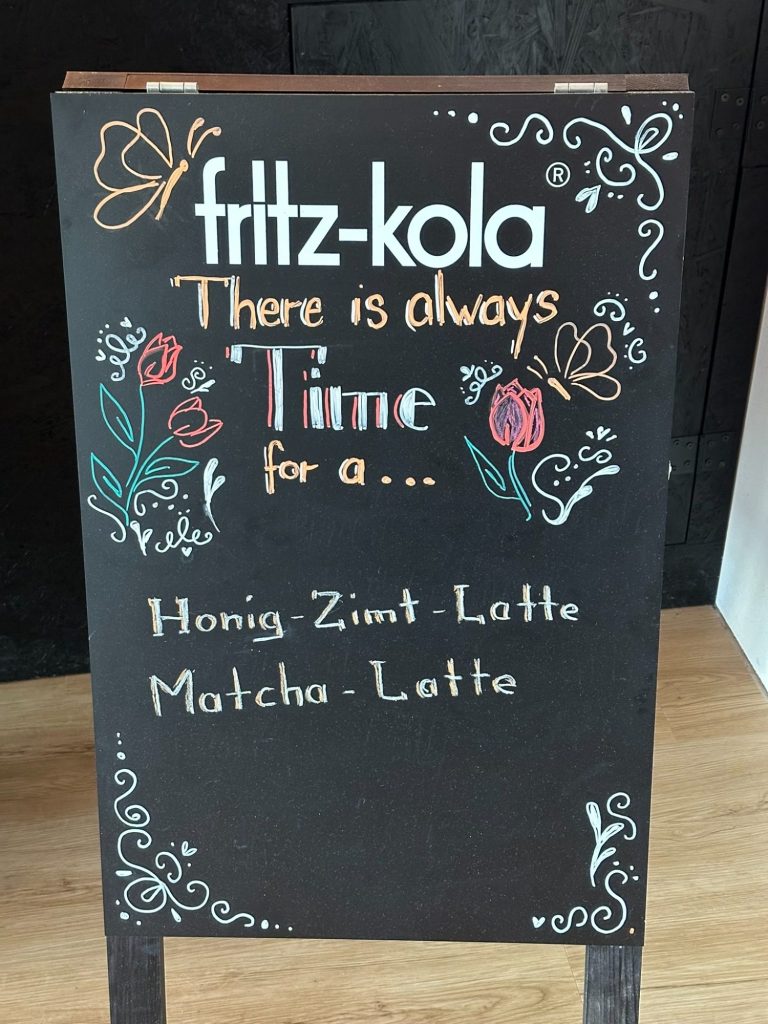 fritz-kola®
There is always
Time
for a...
Honig-Zimt-Latte
Matcha-Latte